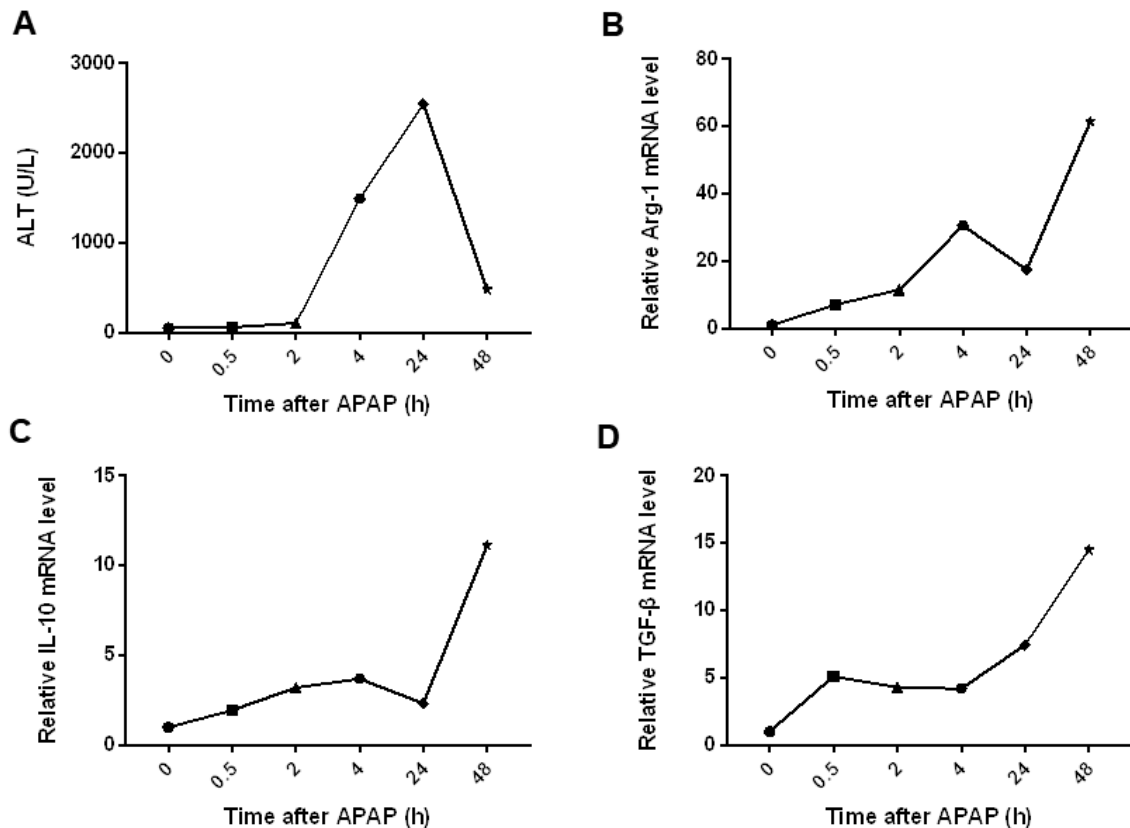 A
ALT (U/L)
3000
2000
1000
0
0 0.5 2 4 24 48
Time after APAP (h)
B
Relative Arg-1 mRNA level
80
60
40
20
0
0 0.5 2 4 24 48
Time after APAP (h)
C
Relative IL-10 mRNA level
15
10
5
0
0 0.5 2 4 24 48
Time after APAP (h)
D
Relative TGF-β mRNA level
20
15
10
5
0
0 0.5 2 4 24 48
Time after APAP (h)